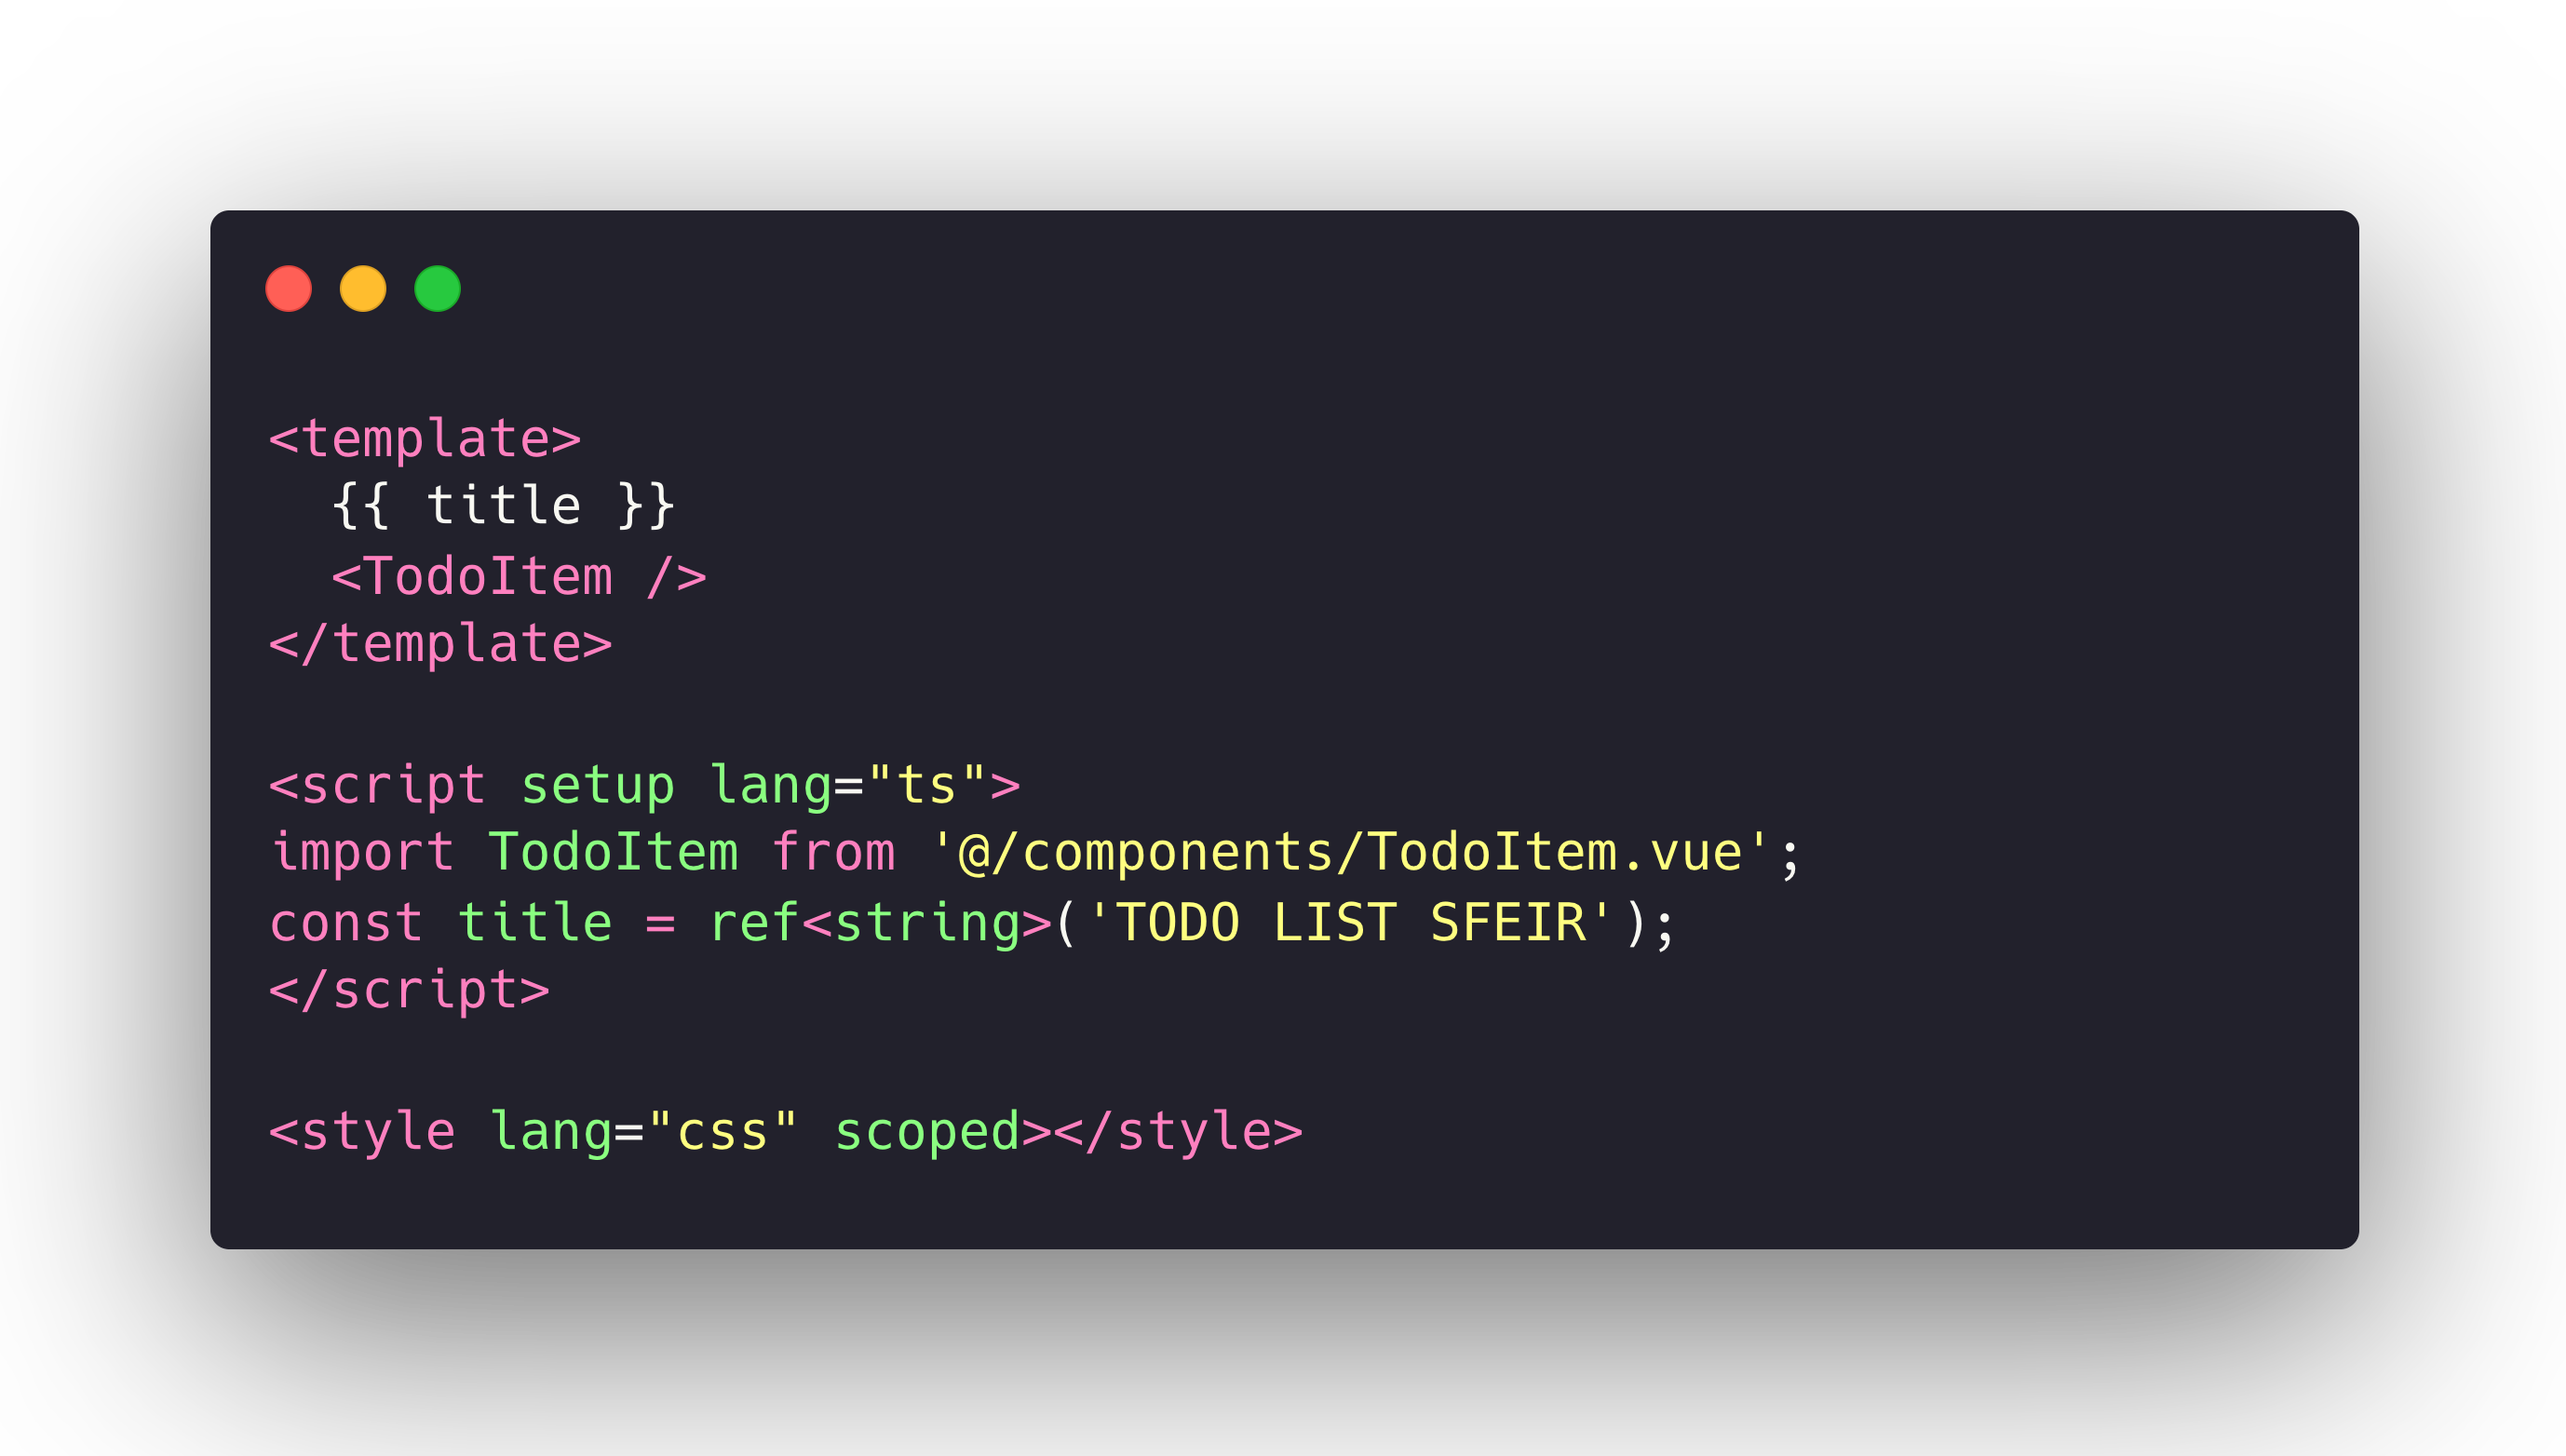 <template>
  {{ title }}
  <TodoItem />
</template>

<script setup lang="ts">
import TodoItem from '@/components/TodoItem.vue';
const title = ref<string>('TODO LIST SFEIR');
</script>

<style lang="css" scoped></style>